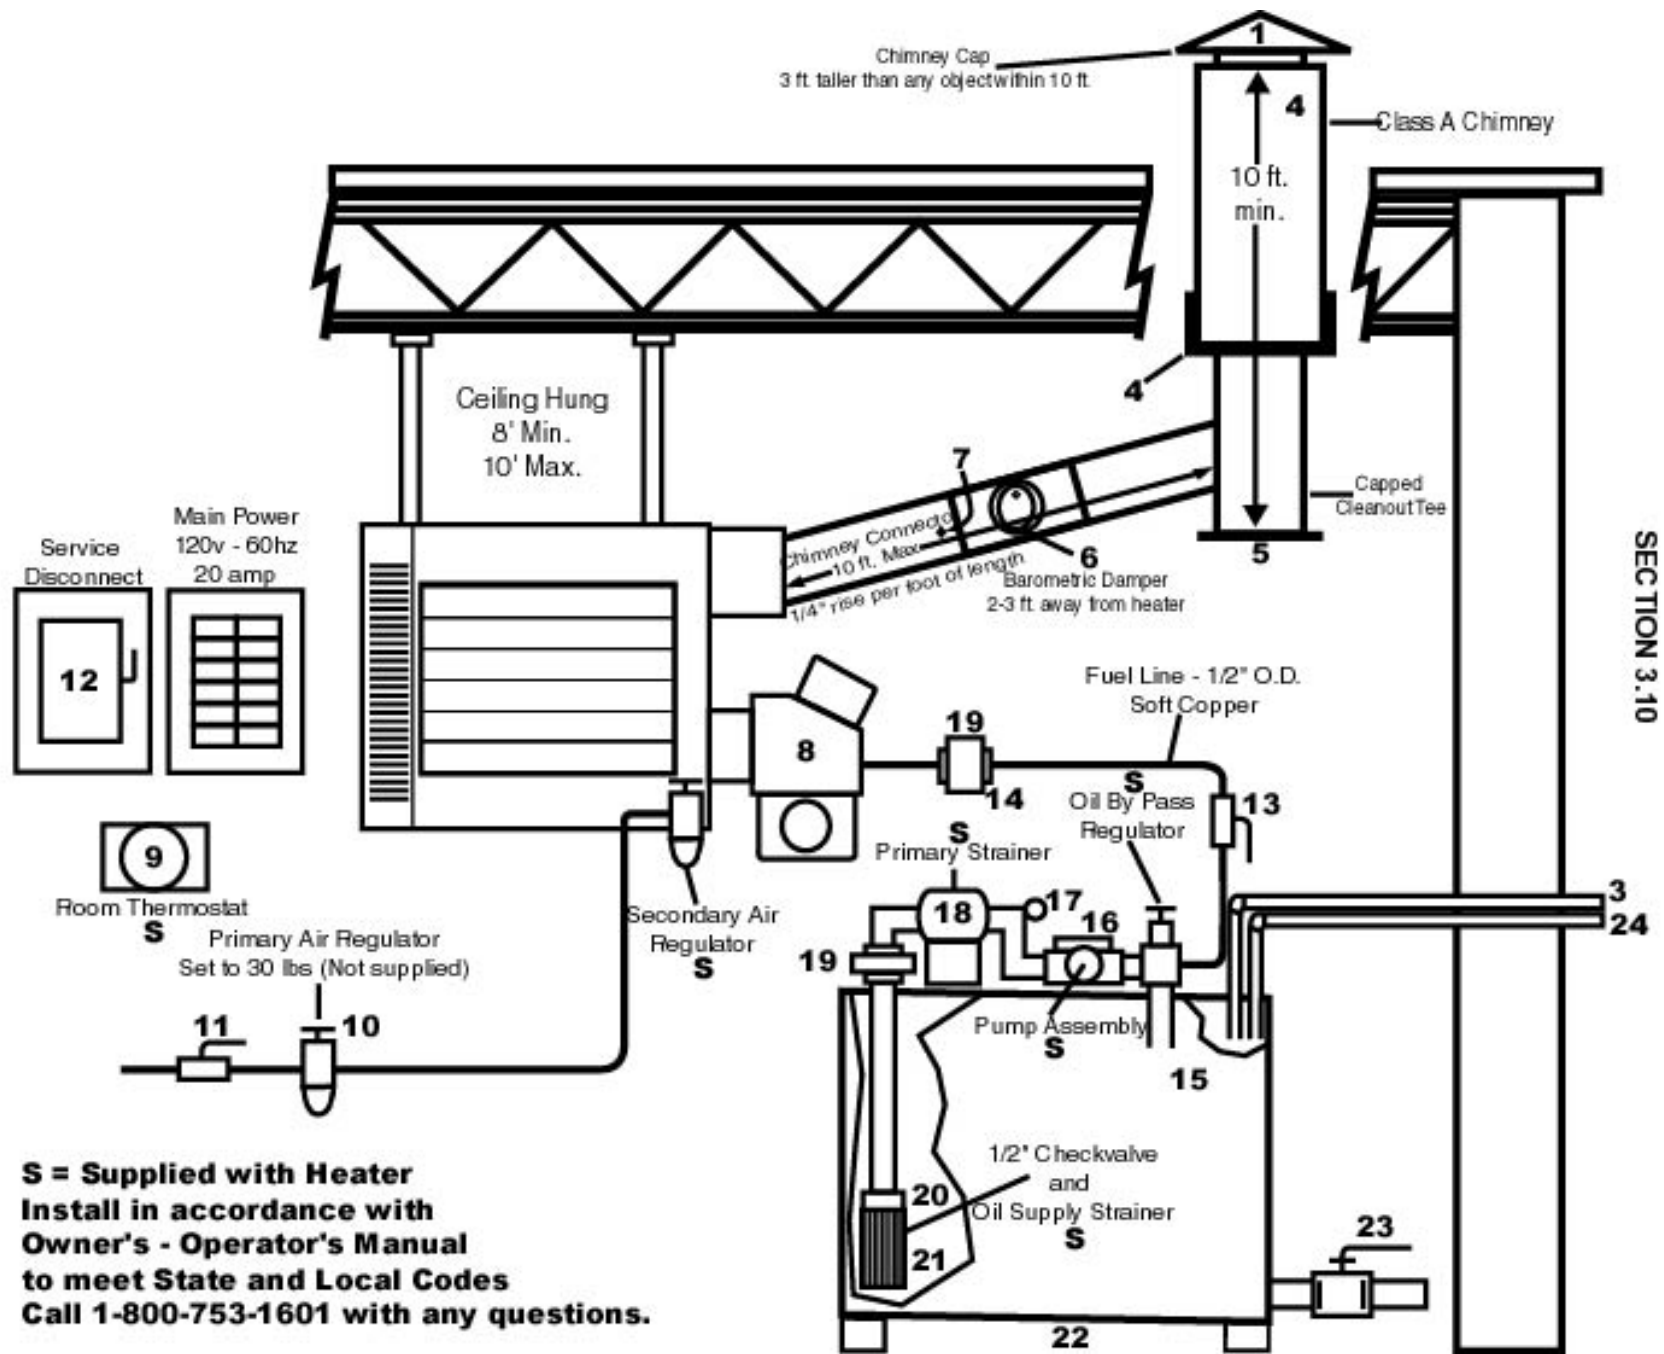 1
Chimney Cap
3 ft. taller than any object within 10 ft.
4
Class A Chimney
10 ft.
min.
4
Ceiling Hung
8' Min.
10' Max.
7
Chimney Connector
10 ft. Max
1/4" rise per foot of length
6
Barometric Damper
2-3 ft. away from heater
Capped
Cleanout Tee
5
SECTION 3.10
Service
Disconnect
12
Main Power
120v - 60hz
20 amp
Fuel Line - 1/2" O.D.
Soft Copper
8
19
14
S
Oil By Pass
Regulator
13
9
Room Thermostat
S
S
Primary Strainer
18
17
16
19
3
24
Secondary Air
Regulator
S
Primary Air Regulator
Set to 30 lbs (Not supplied)
11
10
Pump Assembly
S
15
1/2" Checkvalve
and
Oil Supply Strainer
S
20
21
22
23
S = Supplied with Heater
Install in accordance with
Owner's - Operator's Manual
to meet State and Local Codes
Call 1-800-753-1601 with any questions.